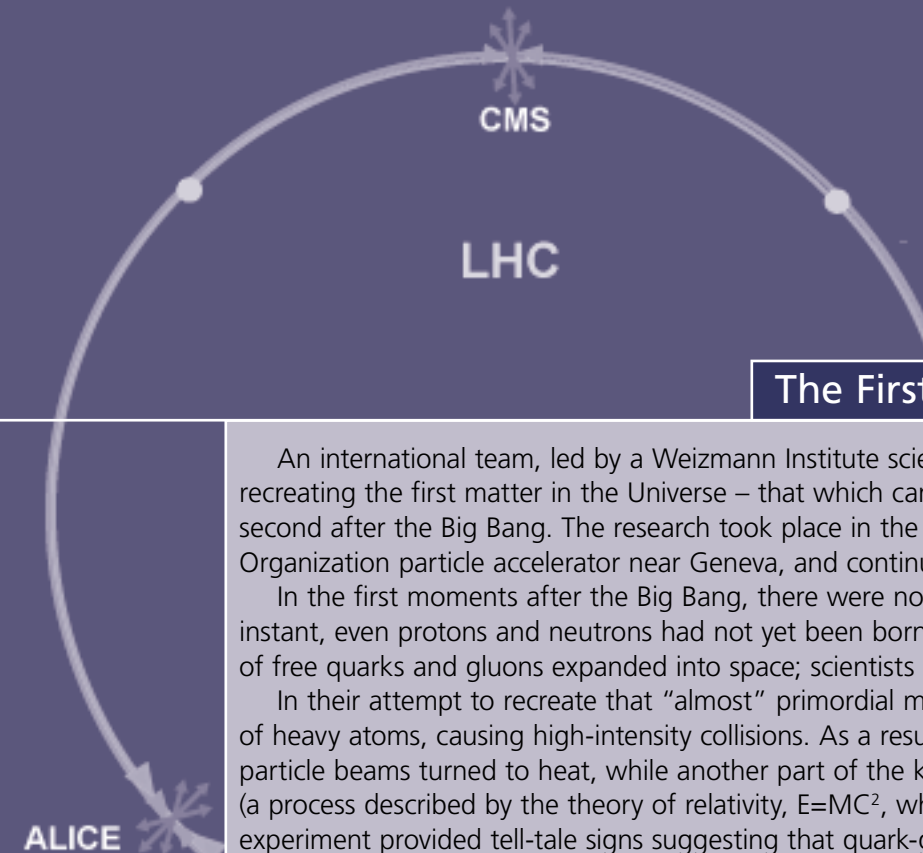 CMS
LHC
The First
An international team, led by a Weizmann Institute scie
recreating the first matter in the Universe – that which ca
second after the Big Bang. The research took place in the
Organization particle accelerator near Geneva, and continu
In the first moments after the Big Bang, there were no
instant, even protons and neutrons had not yet been born
of free quarks and gluons expanded into space; scientists
In their attempt to recreate that “almost” primordial m
of heavy atoms, causing high-intensity collisions. As a resu
particle beams turned to heat, while another part of the k
(a process described by the theory of relativity, E=MC², wh
experiment provided tell-tale signs suggesting that quark-
ALICE